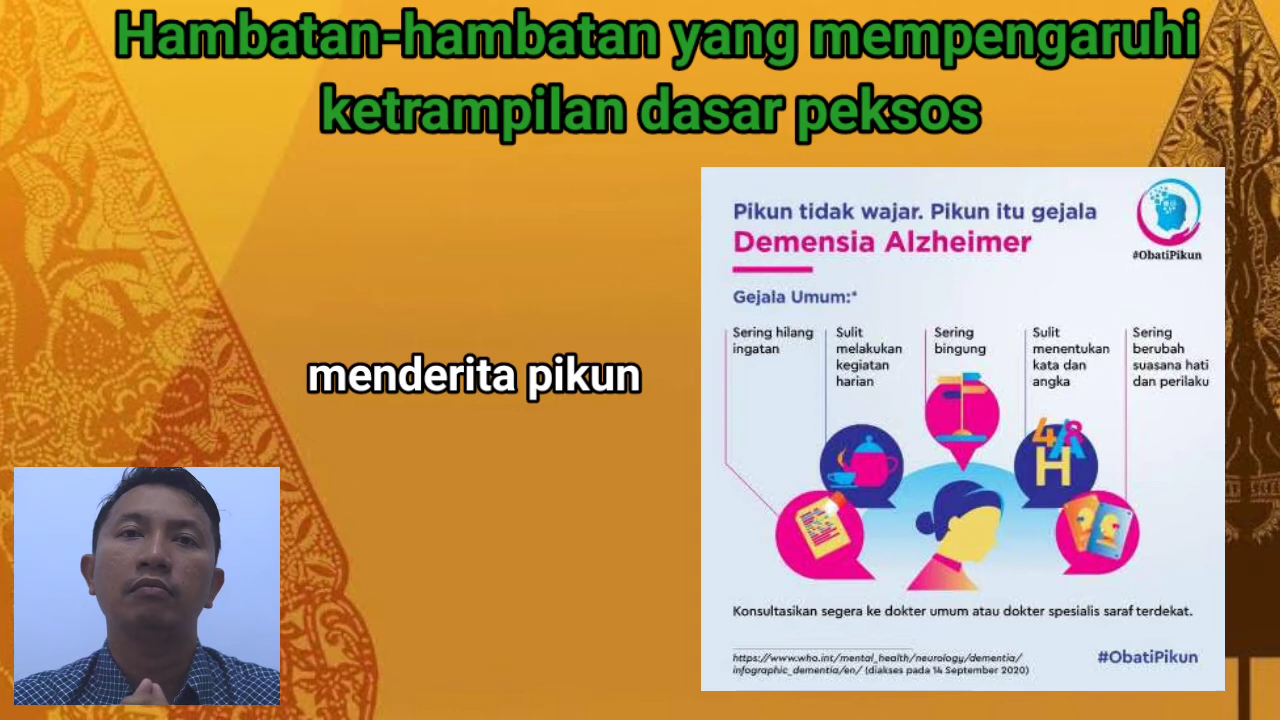 Hambatan-hambatan yang mempengaruhi
ketrampilan dasar peksos
menderita pikun
Pikun tidak wajar. Pikun itu gejala
Demensia Alzheimer
#ObatiPikun
Gejala Umum:*
Sering hilang
ingatan
Sulit
melakukan
kegiatan
harian
Sering
bingung
Sulit
menentukan
kata dan
angka
Sering
berubah
suasana hati
dan perilaku
4 A 8
H
Konsultasikan segera ke dokter umum atau dokter spesialis saraf terdekat.
https://www.who.int/mental_health/neurology/dementia/
infographic_dementia/en/ (diakses pada 14 September 2020)
#ObatiPikun